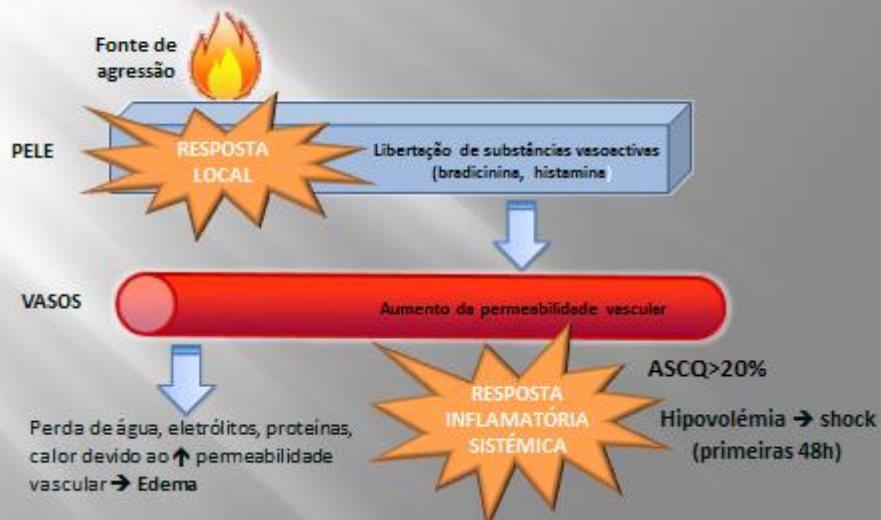 Fonte de
agressão
PELE
RESPOSTA
LOCAL
Libertação de substâncias vasoactivas
(bradicinina, histamina)
VASOS
Aumento da permeabilidade vascular
Perda de água, eletrólitos, proteínas,
calor devido ao ↑ permeabilidade
vascular → Edema
RESPOSTA
INFLAMATÓRIA
SISTÉMICA
ASCQ>20%
Hipovolémia → shock
(primeiras 48h)